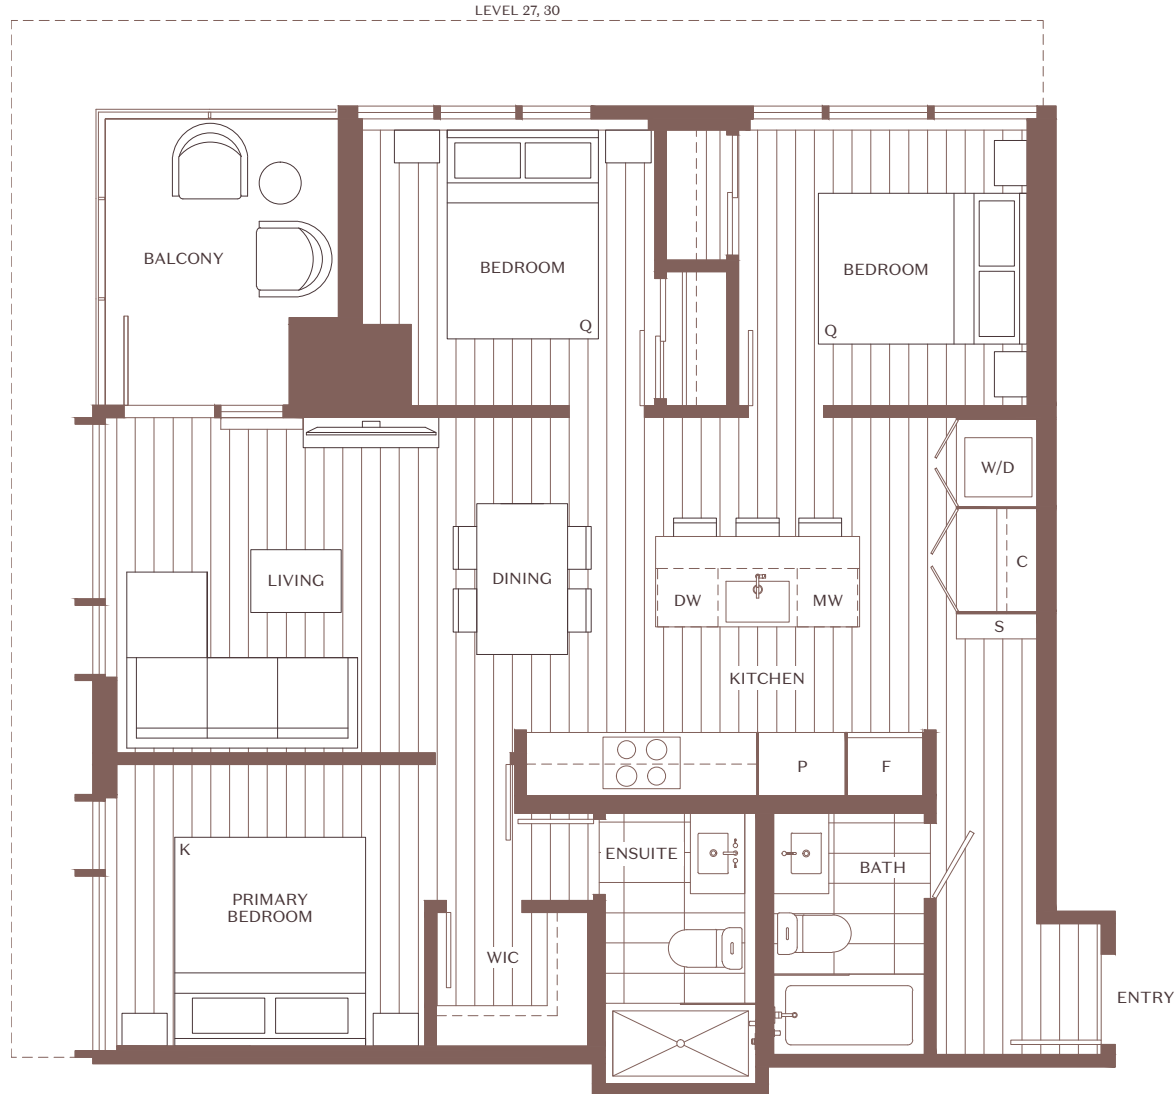 LEVEL 27, 30
BALCONY
BEDROOM
Q
BEDROOM
Q
W/D
C
S
LIVING
DINING
DW
MW
KITCHEN
P
F
K
PRIMARY
BEDROOM
ENSUITE
BATH
WIC
ENTRY